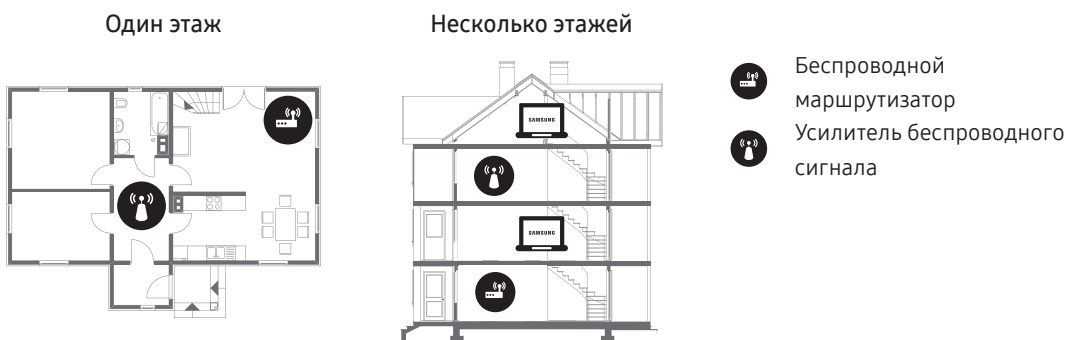 Один этаж
Несколько этажей
Беспроводной
маршрутизатор
Усилитель беспроводного
сигнала
SAMSUNG
SAMSUNG